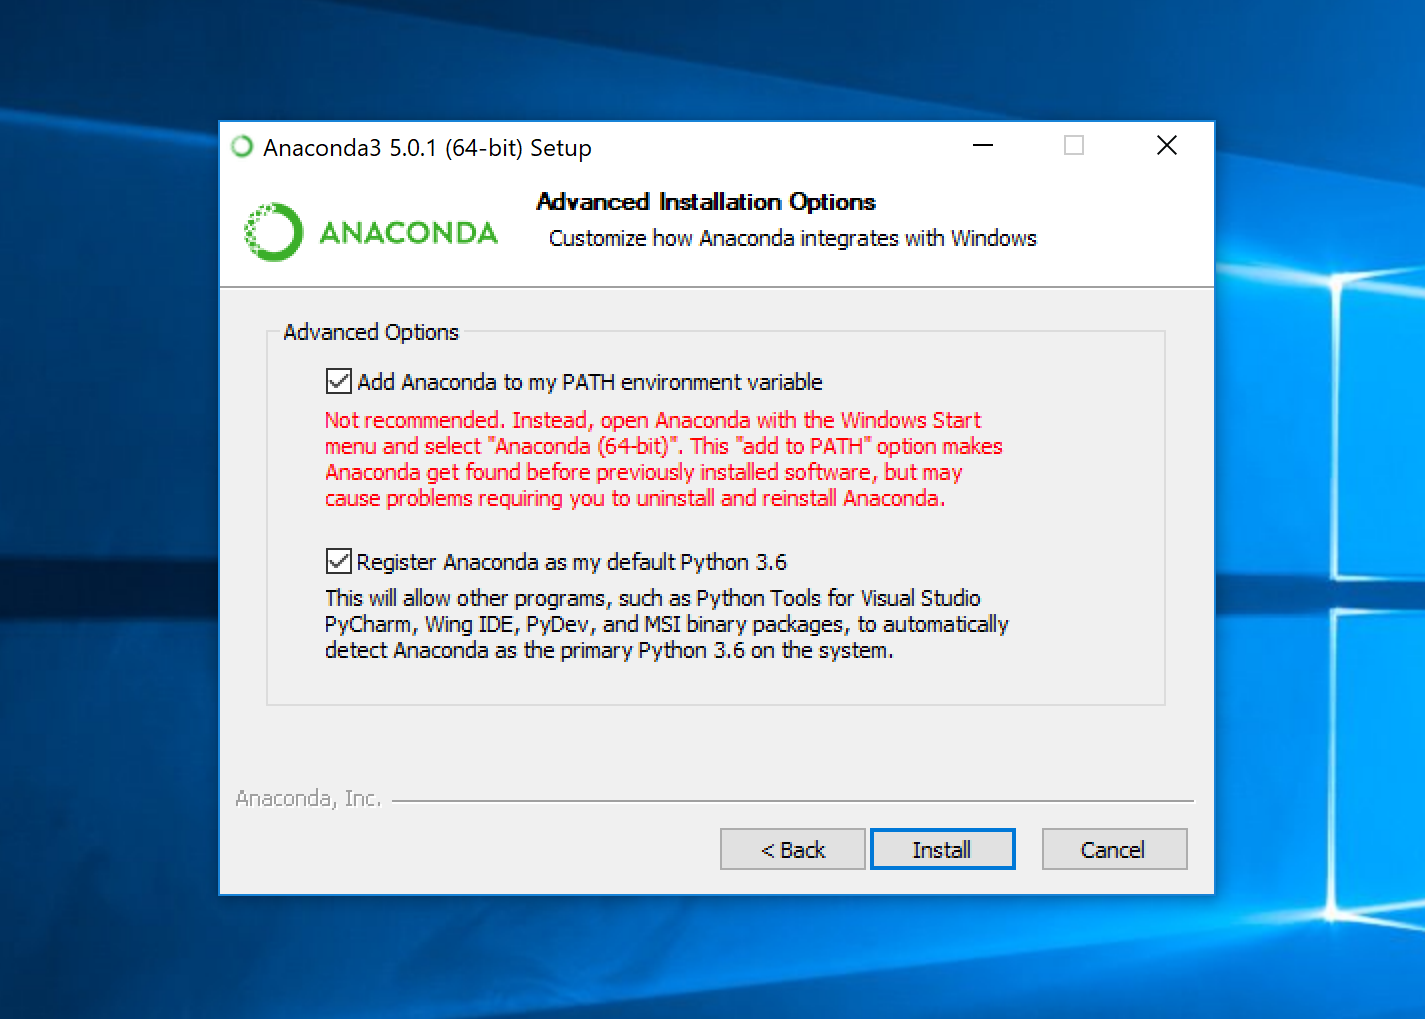 Anaconda3 5.0.1 (64-bit) Setup
ANACONDA
Advanced Installation Options
Customize how Anaconda integrates with Windows
Advanced Options
Add Anaconda to my PATH environment variable
Not recommended. Instead, open Anaconda with the Windows Start
menu and select "Anaconda (64-bit)". This "add to PATH" option makes
Anaconda get found before previously installed software, but may
cause problems requiring you to uninstall and reinstall Anaconda.
Register Anaconda as my default Python 3.6
This will allow other programs, such as Python Tools for Visual Studio
PyCharm, Wing IDE, PyDev, and MSI binary packages, to automatically
detect Anaconda as the primary Python 3.6 on the system.
Anaconda, Inc.
< Back
Install
Cancel